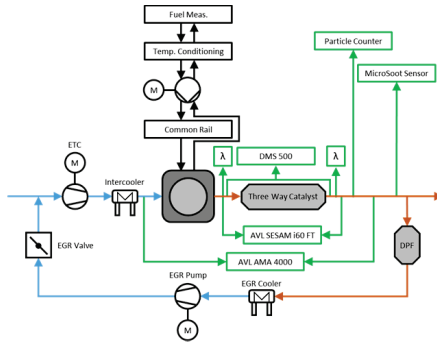 Fuel Meas.
Particle Counter
Temp. Conditioning
MicroSoot Sensor
M
Common Rail
ETC
M
λ
DMS 500
λ
Intercooler
Three Way Catalyst
AVL SESAM i60 FT
EGR Valve
DPF
AVL AMA 4000
EGR Pump
EGR Cooler
M